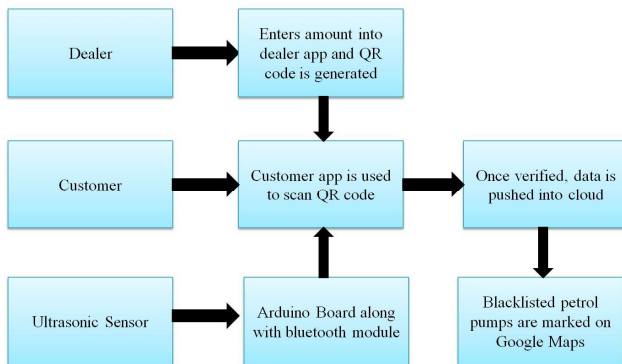 Dealer
Enters amount into
dealer app and QR
code is generated
Customer
Customer app is used
to scan QR code
Once verified, data is
pushed into cloud
Ultrasonic Sensor
Arduino Board along
with bluetooth module
Blacklisted petrol
pumps are marked on
Google Maps